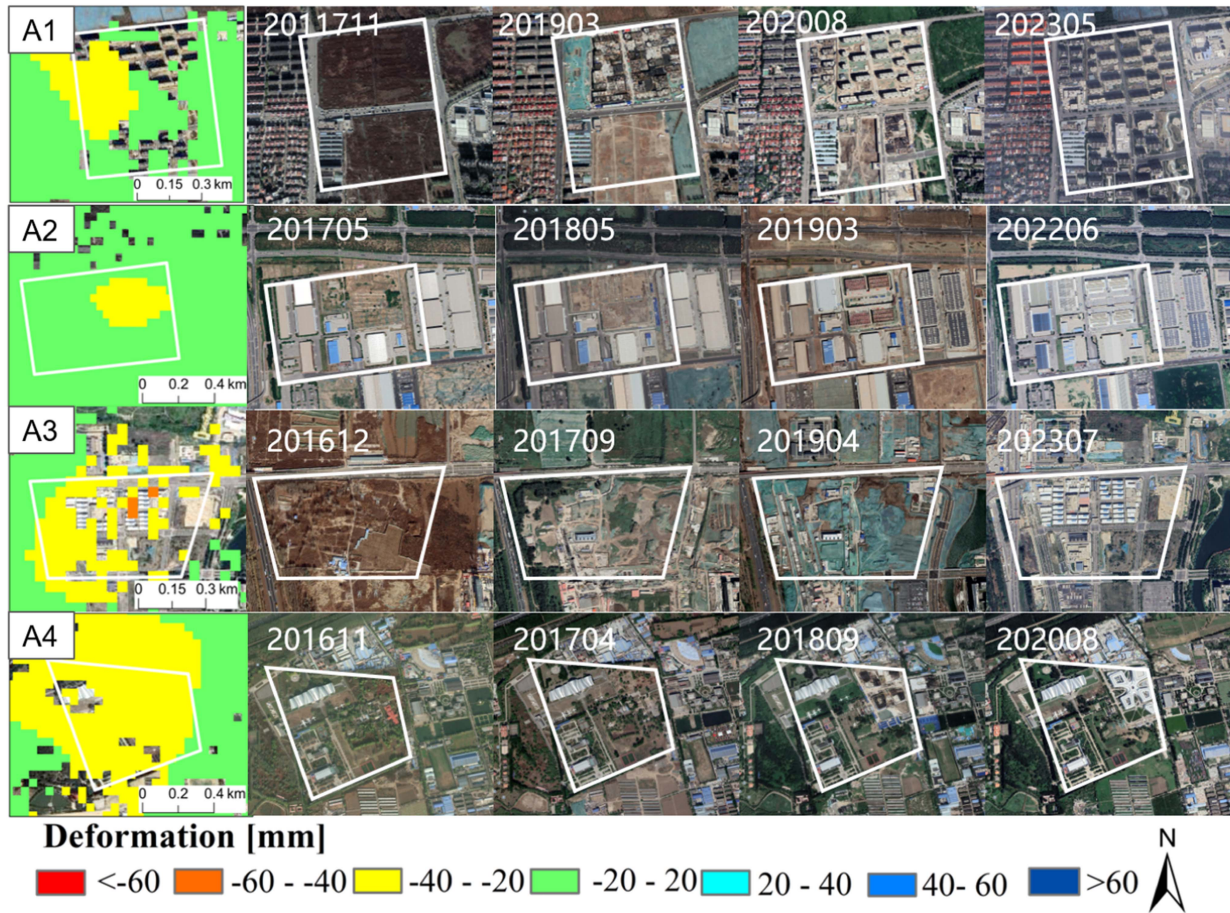 A1 2011711 201903 202008 202305
0 0.15 0.3 km
A2 201705 201805 201903 202206
0 0.2 0.4 km
A3 201612 201709 201904 202307
0 0.15 0.3 km
A4 201611 201704 201809 202008
0 0.2 0.4 km
Deformation [mm]
N
<-60 -60 - -40 -40 - -20 -20 - 20 20 - 40 40- 60 >60